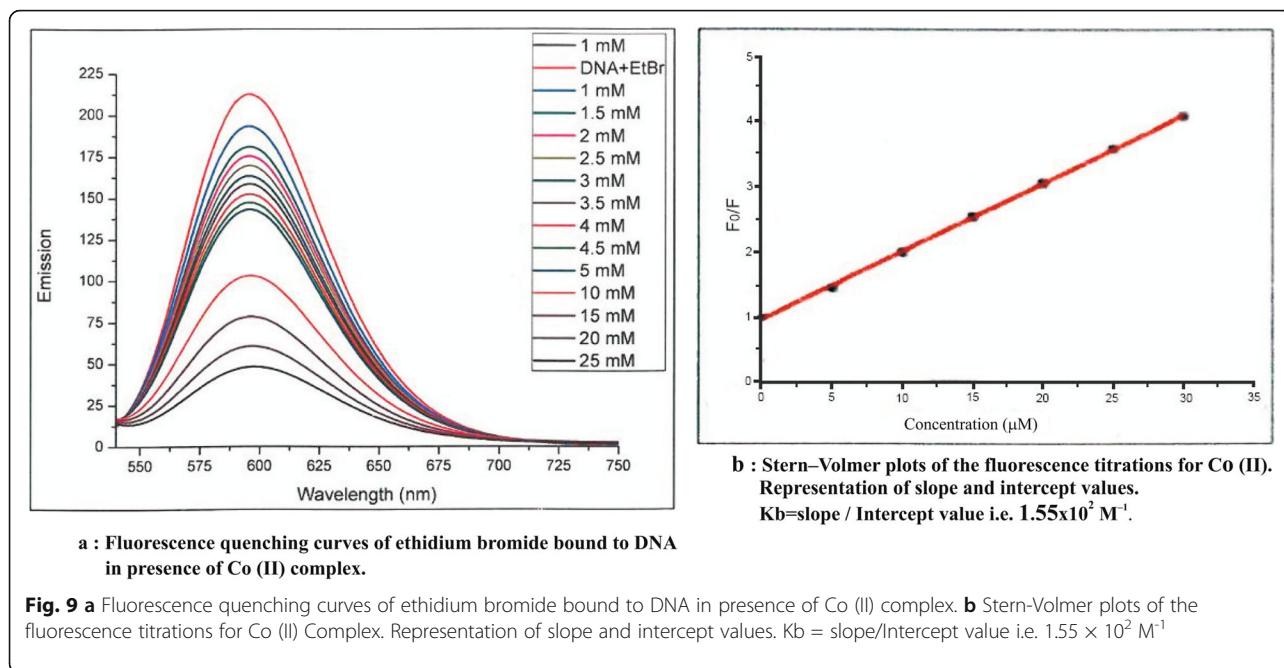 1 mM
DNA+EtBr
1 mM
1.5 mM
2 mM
2.5 mM
3 mM
3.5 mM
4 mM
4.5 mM
5 mM
10 mM
15 mM
20 mM
25 mM
225
200
175
150
125
100
75
50
25
0
Emission
550 575 600 625 650 675 700 725 750
Wavelength (nm)
a : Fluorescence quenching curves of ethidium bromide bound to DNA
in presence of Co (II) complex.
5
4
3
2
1
0
F0/F
0 5 10 15 20 25 30 35
Concentration (μM)
b : Stern–Volmer plots of the fluorescence titrations for Co (II).
Representation of slope and intercept values.
Kb=slope / Intercept value i.e. 1.55x10² M⁻¹.
Fig. 9 a Fluorescence quenching curves of ethidium bromide bound to DNA in presence of Co (II) complex. b Stern-Volmer plots of the
fluorescence titrations for Co (II) Complex. Representation of slope and intercept values. Kb = slope/Intercept value i.e. 1.55 × 10² M⁻¹